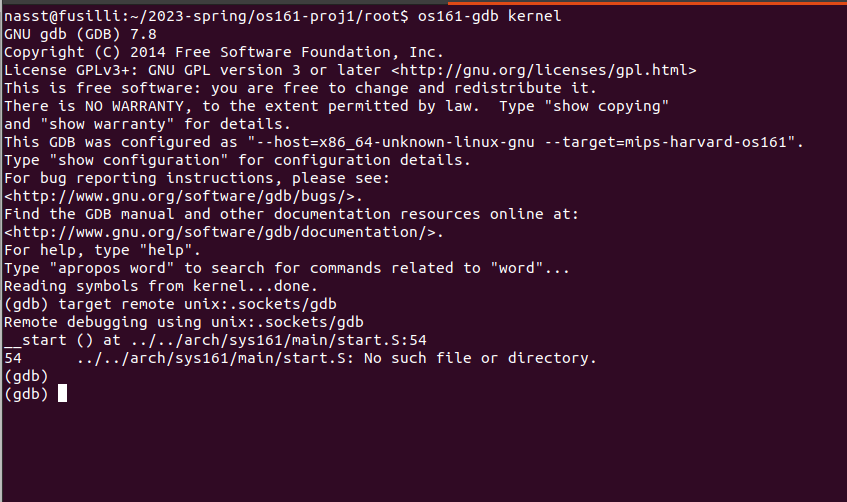 nasst@fusilli:~/2023-spring/os161-proj1/root$ os161-gdb kernel
GNU gdb (GDB) 7.8
Copyright (C) 2014 Free Software Foundation, Inc.
License GPLv3+: GNU GPL version 3 or later <http://gnu.org/licenses/gpl.html>
This is free software: you are free to change and redistribute it.
There is NO WARRANTY, to the extent permitted by law.  Type "show copying"
and "show warranty" for details.
This GDB was configured as "--host=x86_64-unknown-linux-gnu --target=mips-harvard-os161".
Type "show configuration" for configuration details.
For bug reporting instructions, please see:
<http://www.gnu.org/software/gdb/bugs/>.
Find the GDB manual and other documentation resources online at:
<http://www.gnu.org/software/gdb/documentation/>.
For help, type "help".
Type "apropos word" to search for commands related to "word"...
Reading symbols from kernel...done.
(gdb) target remote unix:.sockets/gdb
Remote debugging using unix:.sockets/gdb
__start () at ../../arch/sys161/main/start.S:54
54      ../../arch/sys161/main/start.S: No such file or directory.
(gdb)
(gdb)